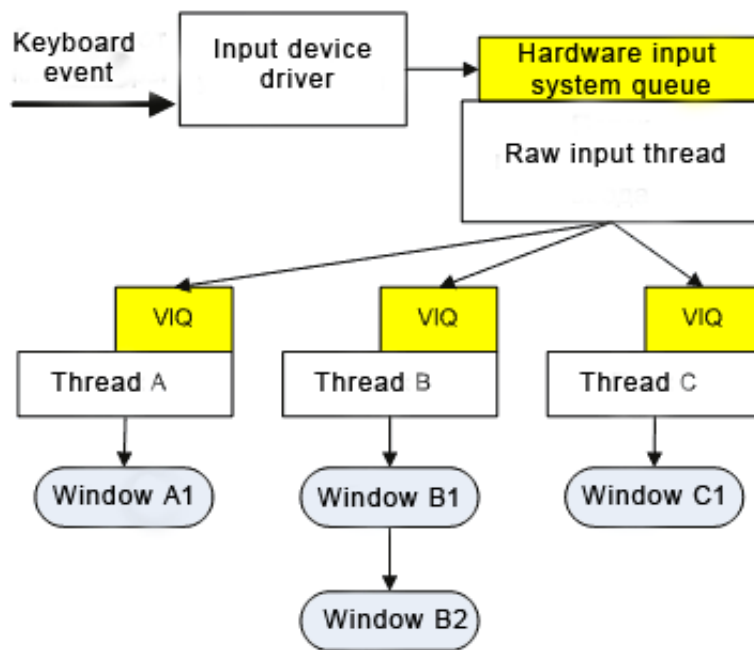 Keyboard
event
Input device
driver
Hardware input
system queue
Raw input thread
VIQ
VIQ
VIQ
Thread A
Thread B
Thread C
Window A1
Window B1
Window C1
Window B2